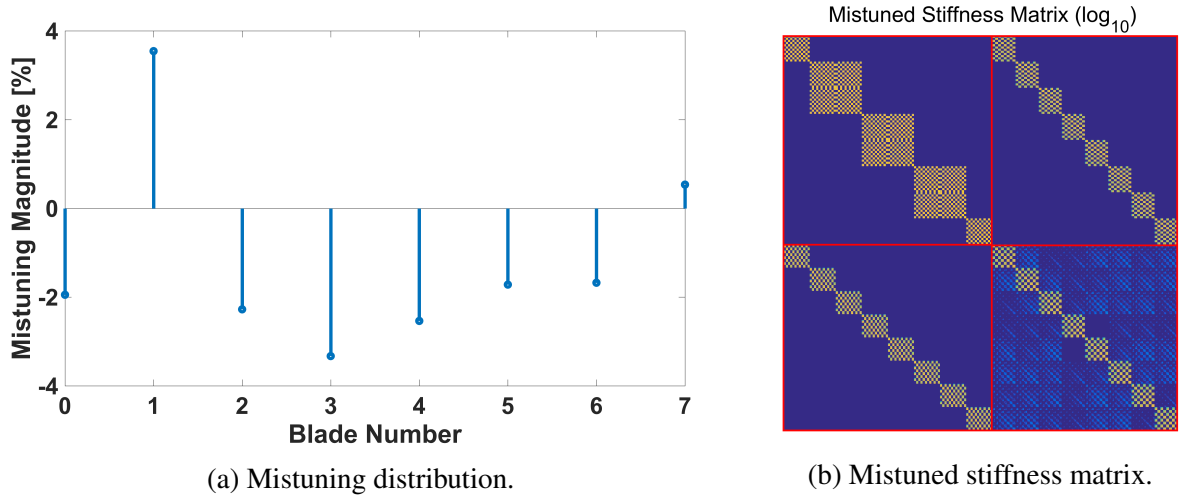 Mistuning Magnitude [%]
4
2
0
-2
-4
0 1 2 3 4 5 6 7
Blade Number
(a) Mistuning distribution.
Mistuned Stiffness Matrix (log10)
(b) Mistuned stiffness matrix.